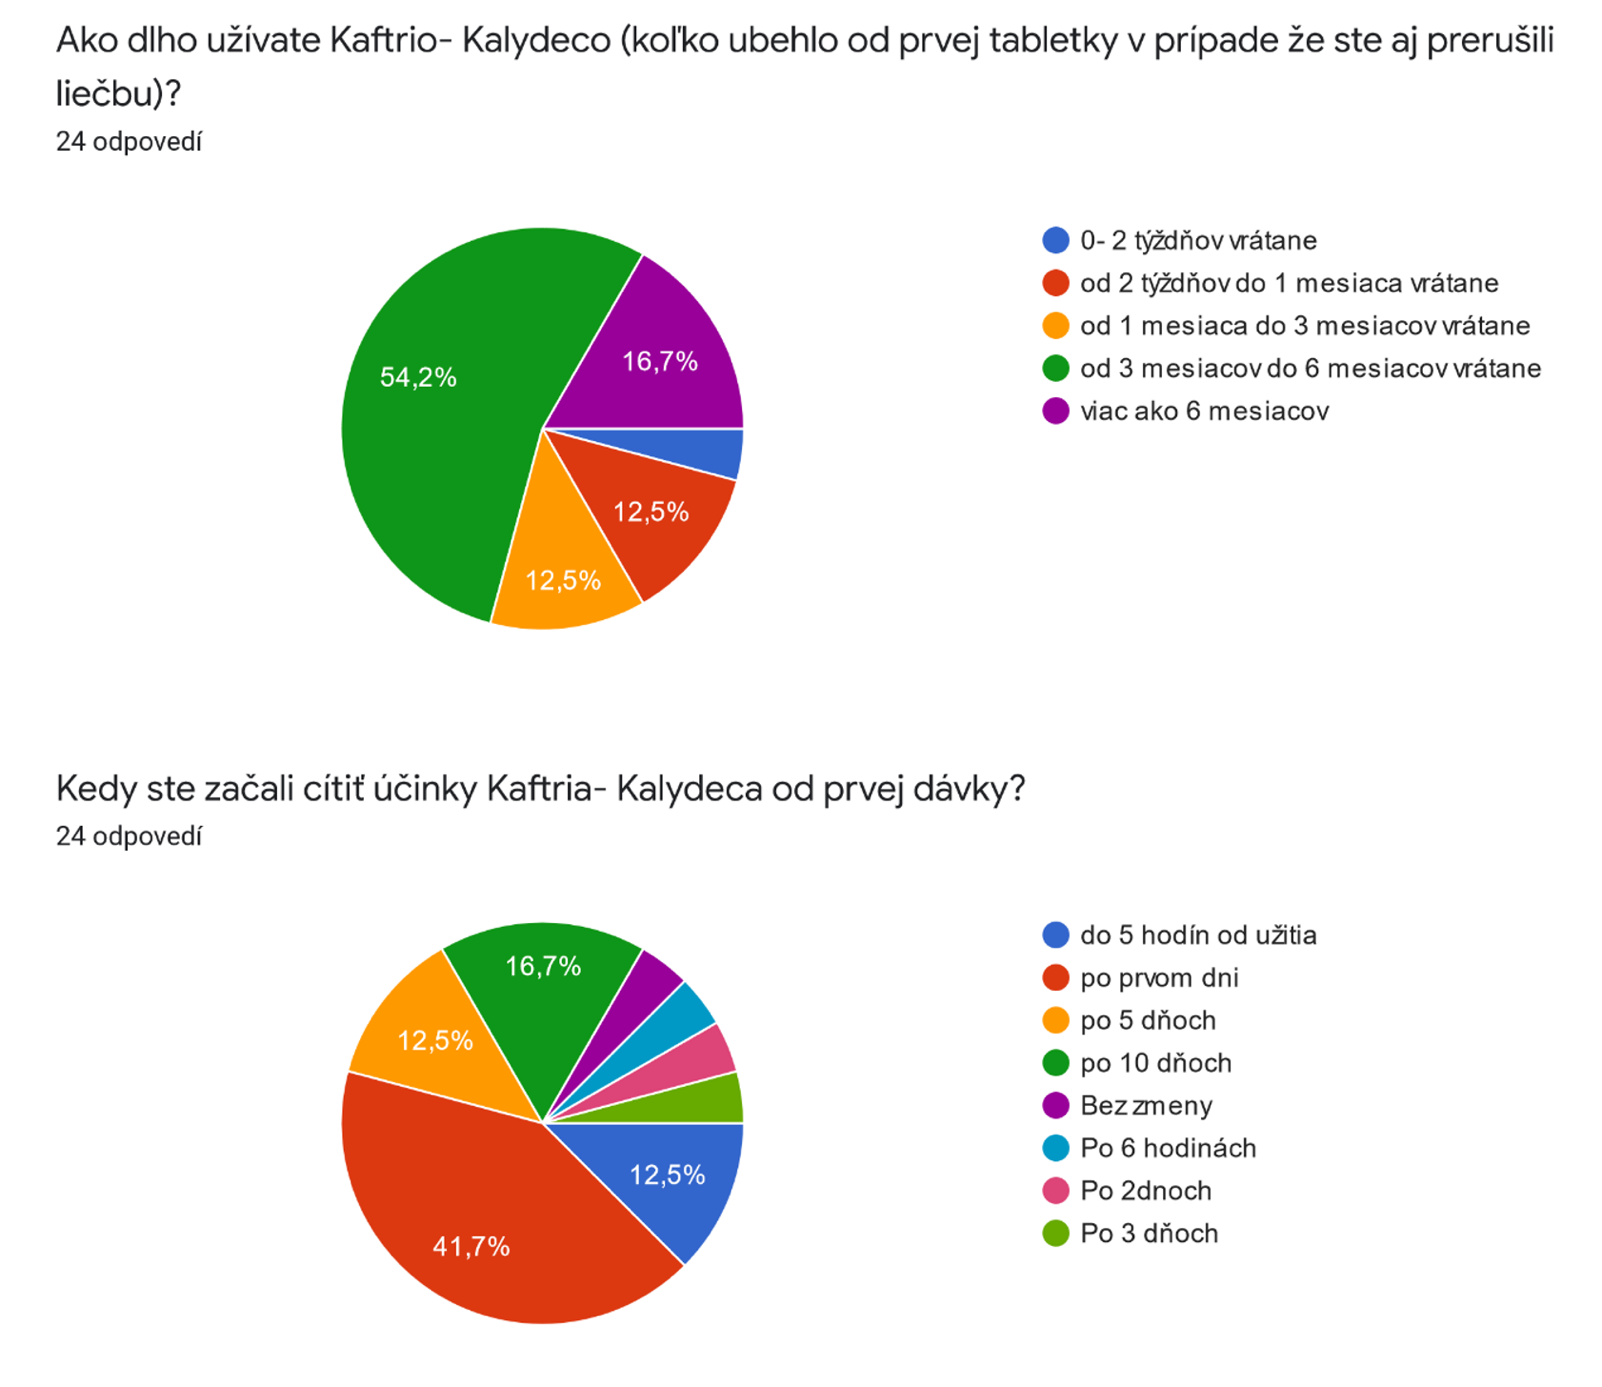 Ako dlho užívate Kaftrio- Kalydeco (koľko ubehlo od prvej tabletky v prípade že ste aj prerušili
liečbu)?
24 odpovedí
0- 2 týždňov vrátane
od 2 týždňov do 1 mesiaca vrátane
od 1 mesiaca do 3 mesiacov vrátane
od 3 mesiacov do 6 mesiacov vrátane
viac ako 6 mesiacov
16,7%
54,2%
12,5%
12,5%
Kedy ste začali cítiť účinky Kaftria- Kalydeca od prvej dávky?
24 odpovedí
do 5 hodín od užitia
po prvom dni
po 5 dňoch
po 10 dňoch
Bez zmeny
Po 6 hodinách
Po 2dnoch
Po 3 dňoch
16,7%
12,5%
12,5%
41,7%